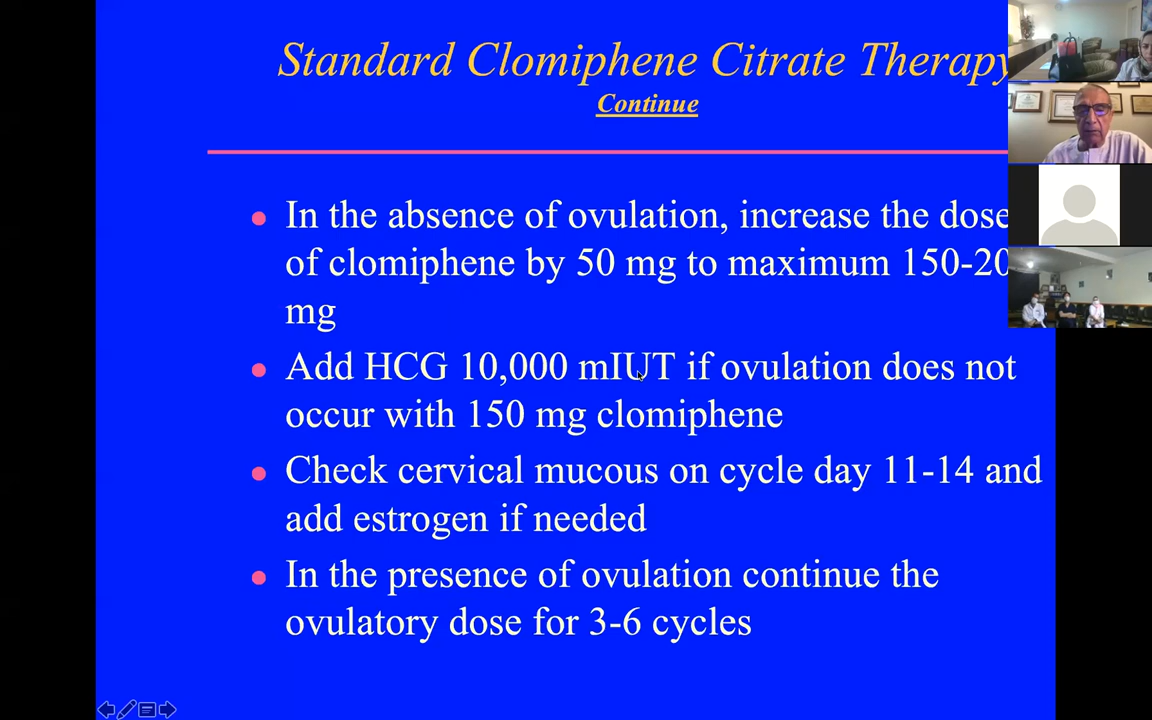 Standard Clomiphene Citrate Therapy
Continue
In the absence of ovulation, increase the dose
of clomiphene by 50 mg to maximum
mg
Add HCG 10,000 mIUT if ovulation does not
occur with 150 mg clomiphene
Check cervical mucous on cycle day 11-14 and
add estrogen if needed
In the presence of ovulation continue the
ovulatory dose for 3-6 cycles